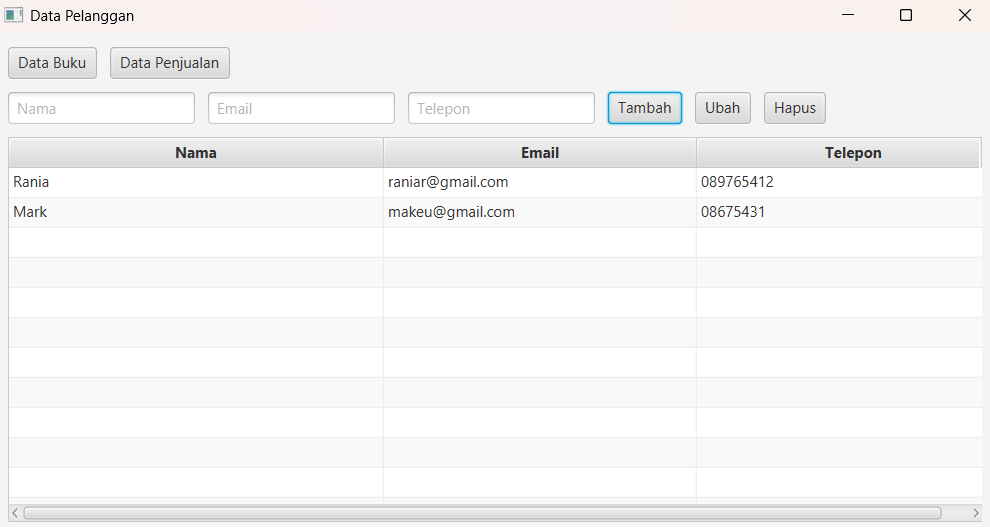 Data Pelanggan
Data Buku Data Penjualan
Nama Email Telepon Tambah Ubah Hapus
Nama Email Telepon
Rania raniar@gmail.com 089765412
Mark makeu@gmail.com 08675431